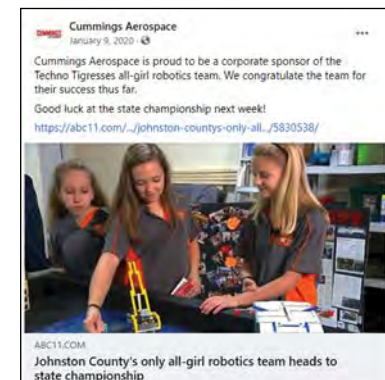 Cummings Aerospace
January 9, 2020 ·
Cummings Aerospace is proud to be a corporate sponsor of the
Techno Tigresses all-girl robotics team. We congratulate the team for
their success thus far.
Good luck at the state championship next week!
https://abc11.com/.../johnston-countys-only-all.../5830538/
ABC11.COM
Johnston County's only all-girl robotics team heads to
state championship